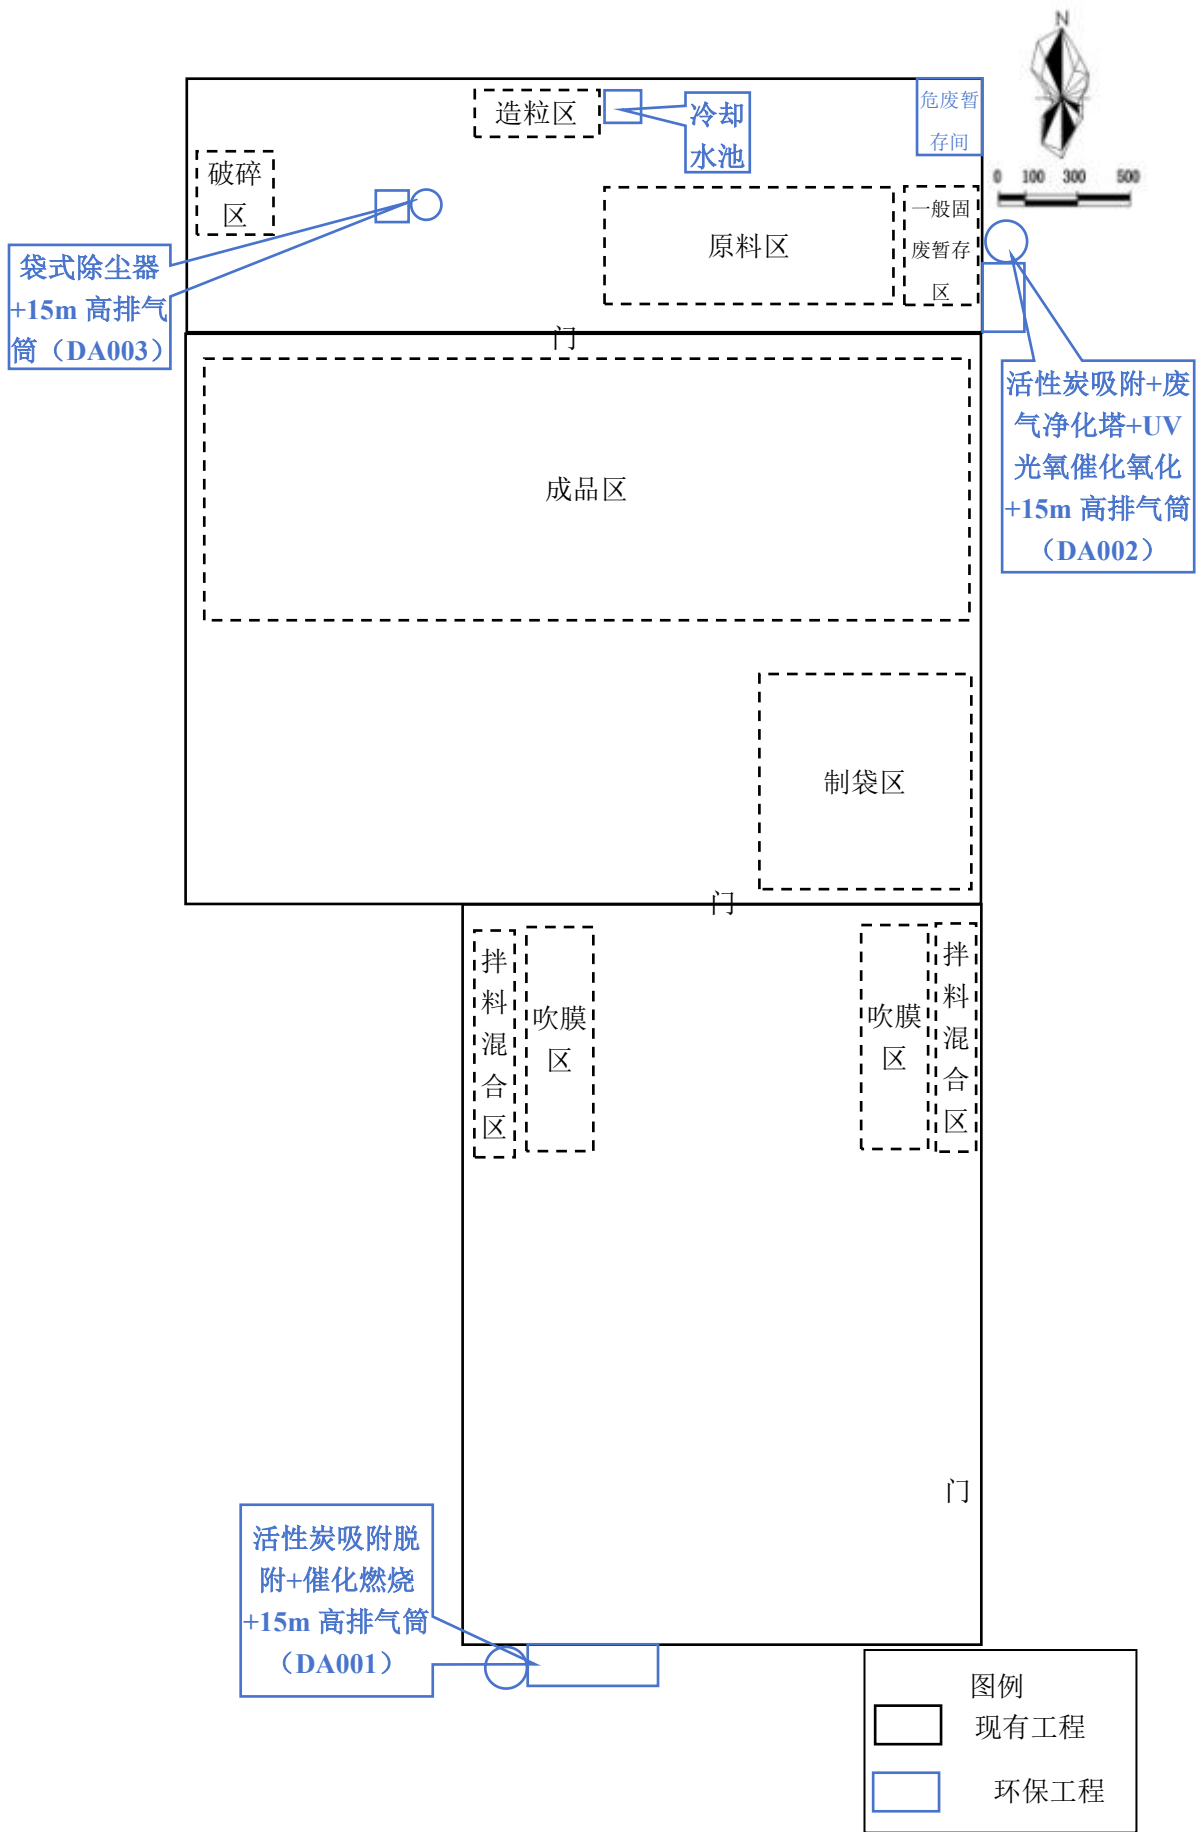 N
0 100 300 500
造粒区
冷却
水池
危废暂
存间
破碎
区
原料区
一般固
废暂存
区
袋式除尘器
+15m 高排气
筒（DA003）
门
活性炭吸附+废
气净化塔+UV
光氧催化氧化
+15m 高排气筒
（DA002）
成品区
制袋区
门
拌
料
混
合
区
吹膜
区
吹膜
区
拌
料
混
合
区
门
活性炭吸附脱
附+催化燃烧
+15m 高排气筒
（DA001）
图例
现有工程
环保工程